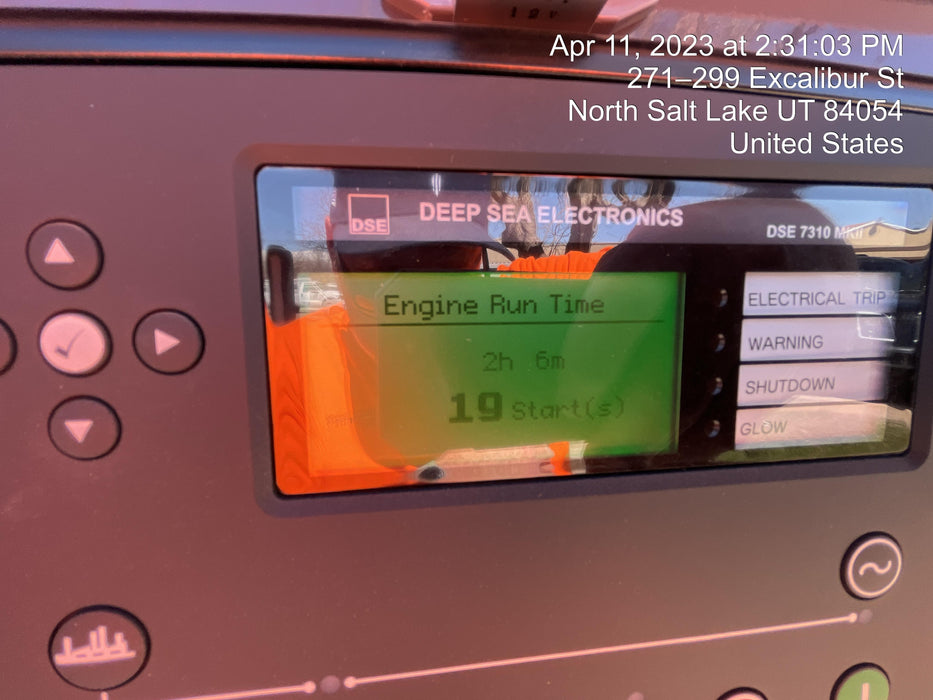 Apr 11, 2023 at 2:31:03 PM
271–299 Excalibur St
North Salt Lake UT 84054
United States
DSE
DEEP SEA ELECTRONICS
DSE 7310 MKII
Engine Run Time
2h 6m
19 Start(s)
ELECTRICAL TRIP
WARNING
SHUTDOWN
GLOW